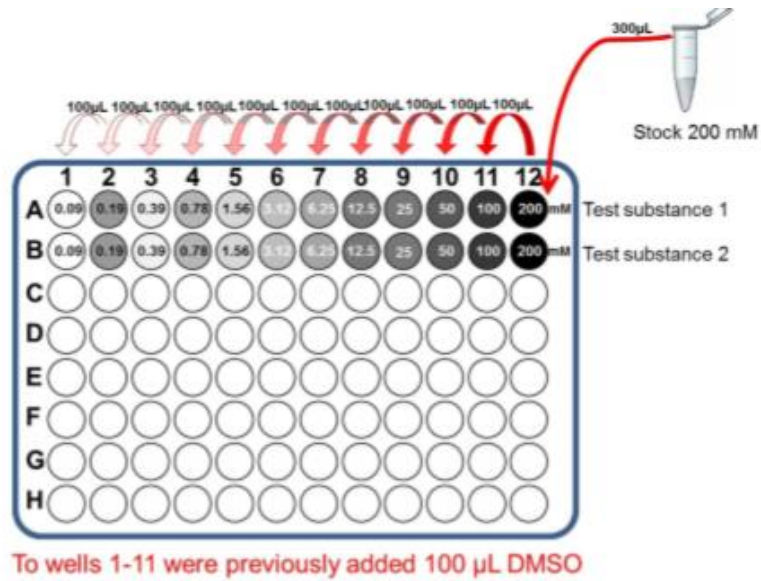 300µL
Stock 200 mM
100µL 100µL 100µL 100µL 100µL 100µL 100µL 100µL 100µL 100µL 100µL
1 2 3 4 5 6 7 8 9 10 11 12
A 0.09 0.19 0.39 0.78 1.56 3.12 6.25 12.5 25 50 100 200 mM Test substance 1
B 0.09 0.19 0.39 0.78 1.56 3.12 6.25 12.5 25 50 100 200 mM Test substance 2
C
D
E
F
G
H
To wells 1-11 were previously added 100 µL DMSO